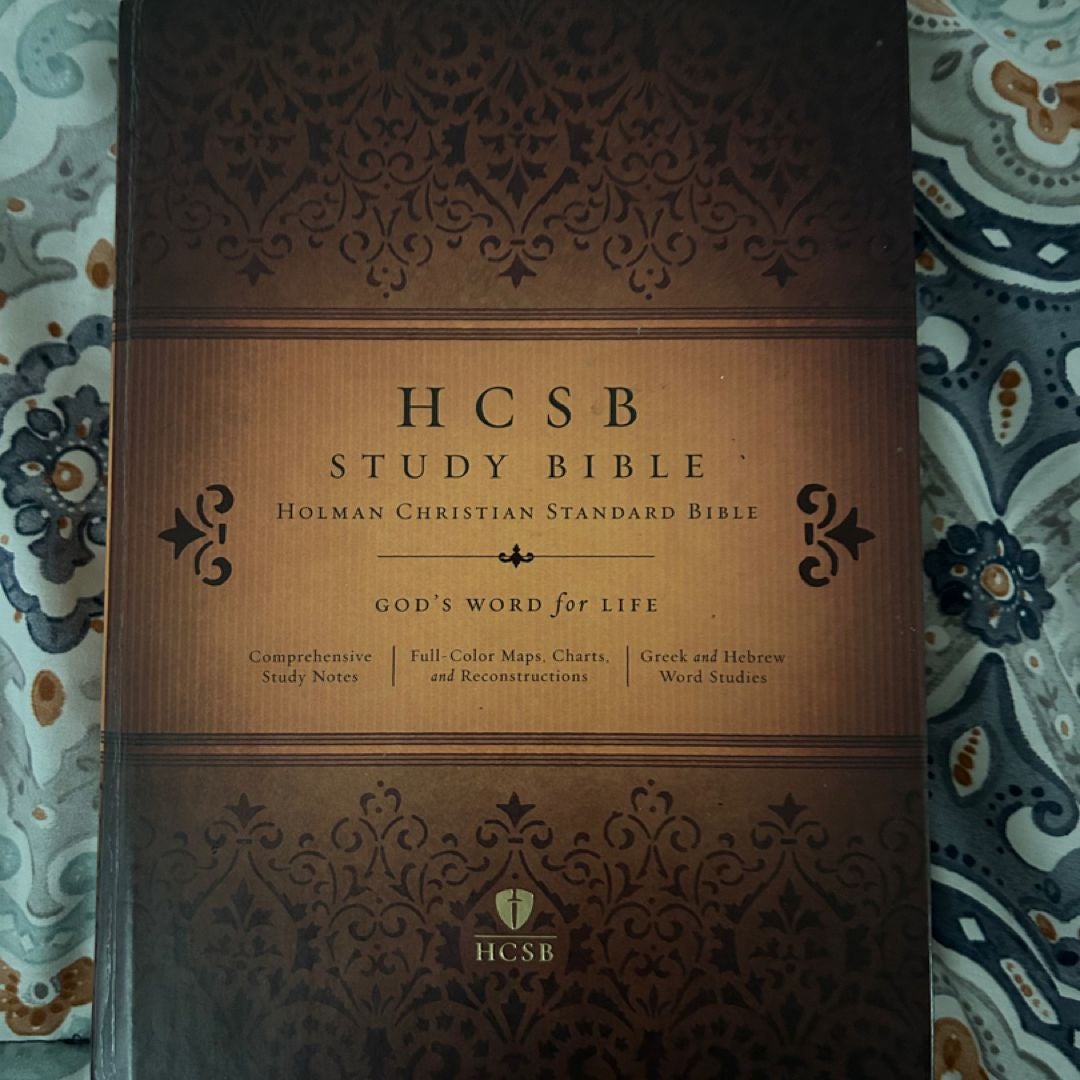 HCSB
STUDY BIBLE
HOLMAN CHRISTIAN STANDARD BIBLE
GOD'S WORD for LIFE
Comprehensive
Study Notes
Full-Color Maps, Charts,
and Reconstructions
Greek and Hebrew
Word Studies
HCSB